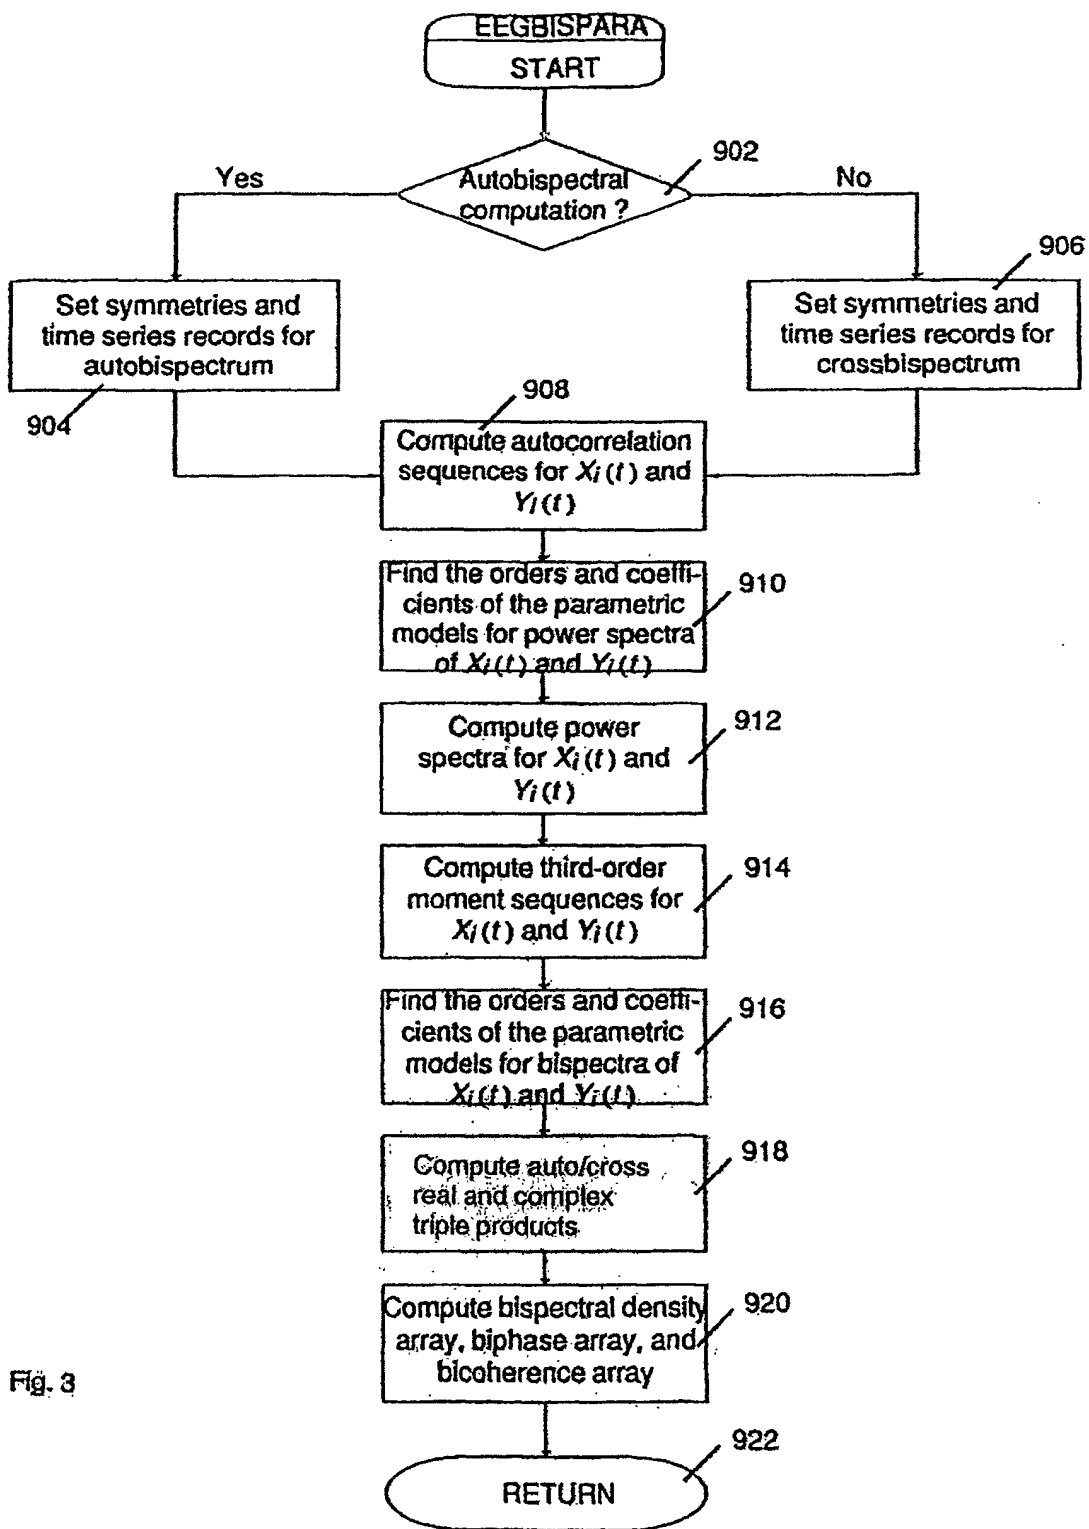 EEGBISPARA
START
902
Autobispectral
computation ?
Yes
No
906
Set symmetries and
time series records for
autobispectrum
904
Set symmetries and
time series records for
crossbispectrum
908
Compute autocorrelation
sequences for Xi(t) and
Yi(t)
Find the orders and coeffi-
cients of the parametric
models for power spectra
of Xi(t) and Yi(t)
910
Compute power
spectra for Xi(t) and
Yi(t)
912
Compute third-order
moment sequences for
Xi(t) and Yi(t)
914
Find the orders and coeffi-
cients of the parametric
models for bispectra of
Xi(t) and Yi(t)
916
Compute auto/cross
real and complex
triple products
918
Compute bispectral density
array, biphase array, and
bicoherence array
920
Fig. 3
922
RETURN